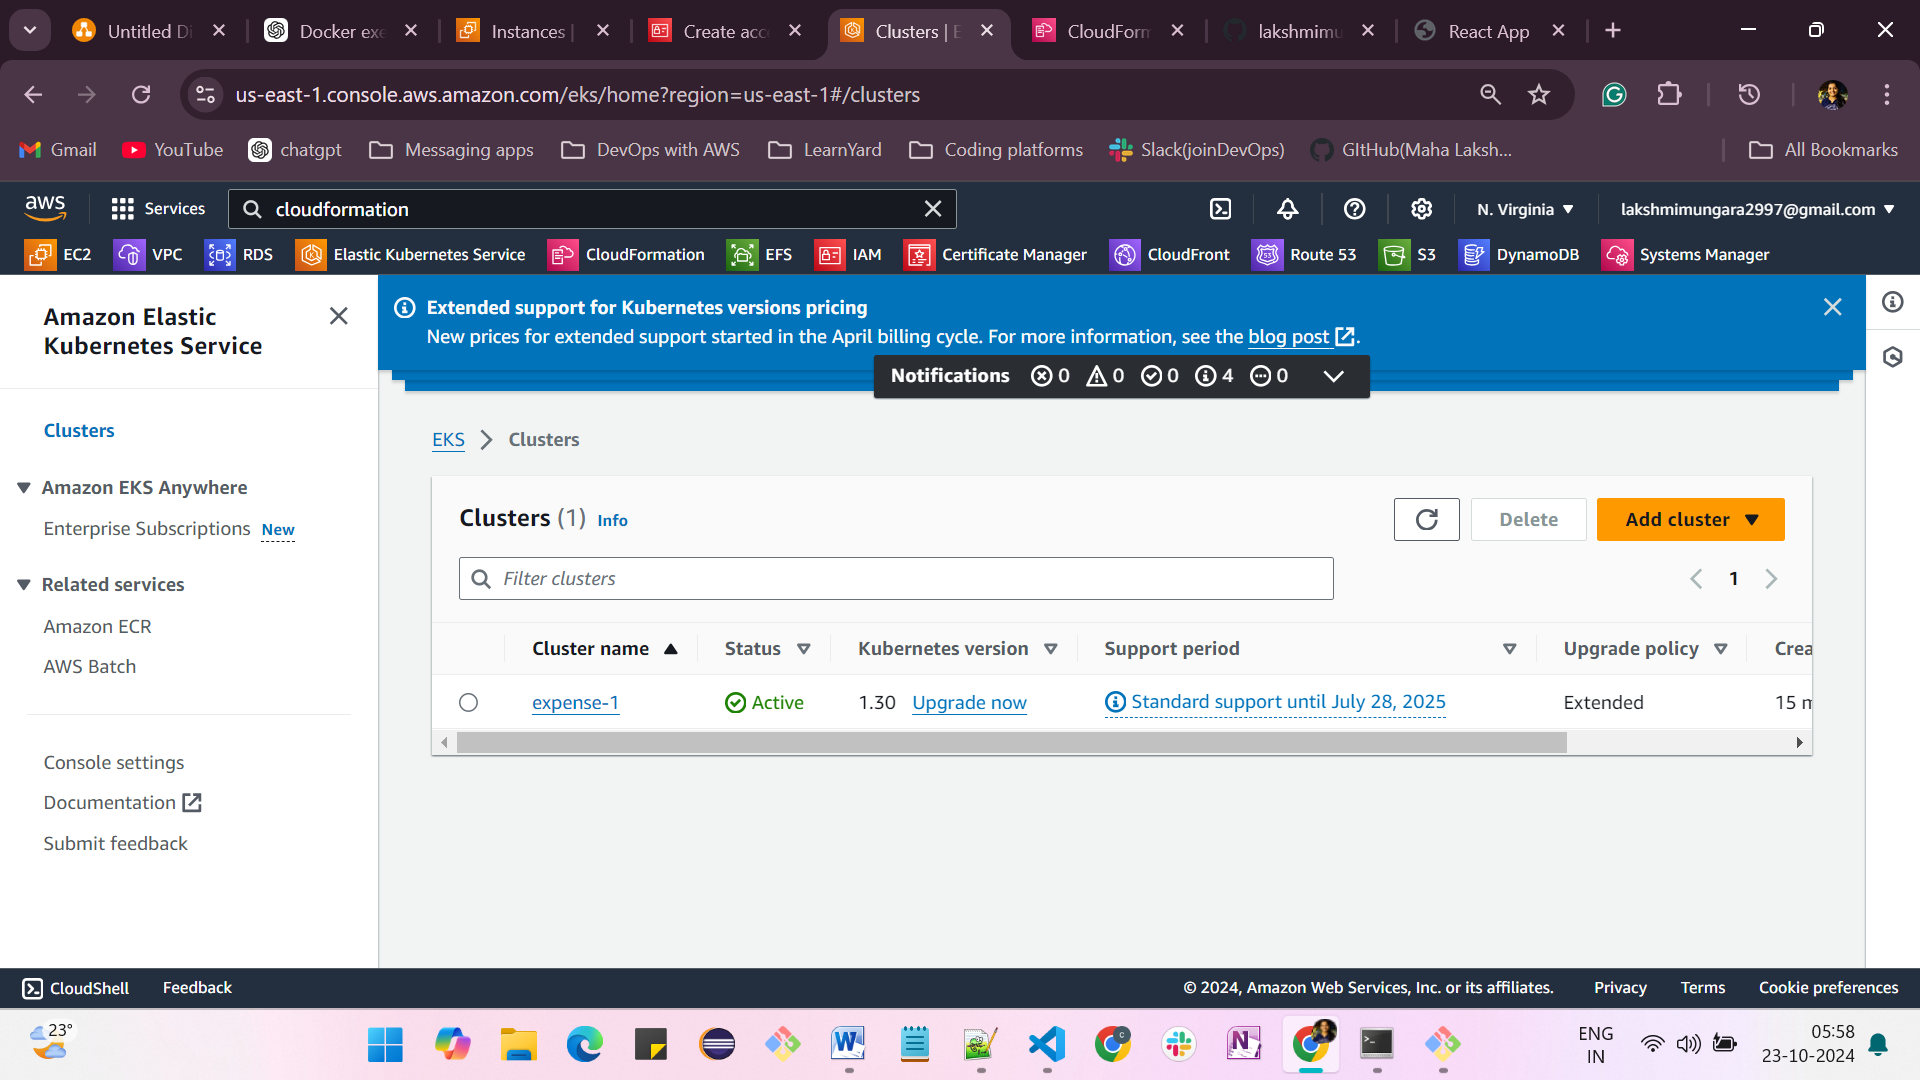 Untitled Di
Docker exe
Instances |
Create acc
Clusters | E
CloudForm
lakshmimu
React App
us-east-1.console.aws.amazon.com/eks/home?region=us-east-1#/clusters
Gmail
YouTube
chatgpt
Messaging apps
DevOps with AWS
LearnYard
Coding platforms
Slack(joinDevOps)
GItHub(Maha Laksh...
All Bookmarks
aws
Services
cloudformation
N. Virginia
lakshmimungara2997@gmail.com
EC2
VPC
RDS
Elastic Kubernetes Service
CloudFormation
EFS
IAM
Certificate Manager
CloudFront
Route 53
S3
DynamoDB
Systems Manager
Amazon Elastic
Kubernetes Service
Clusters
Amazon EKS Anywhere
Enterprise Subscriptions New
Related services
Amazon ECR
AWS Batch
Console settings
Documentation
Submit feedback
Extended support for Kubernetes versions pricing
New prices for extended support started in the April billing cycle. For more information, see the blog post.
Notifications 0 0 0 4 0
EKS Clusters
Clusters (1) Info
Delete
Add cluster
Filter clusters
1
Cluster name Status Kubernetes version Support period Upgrade policy Crea
expense-1 Active 1.30 Upgrade now Standard support until July 28, 2025 Extended 15 m
CloudShell
Feedback
© 2024, Amazon Web Services, Inc. or its affiliates.
Privacy
Terms
Cookie preferences
23°
ENG
IN
05:58
23-10-2024